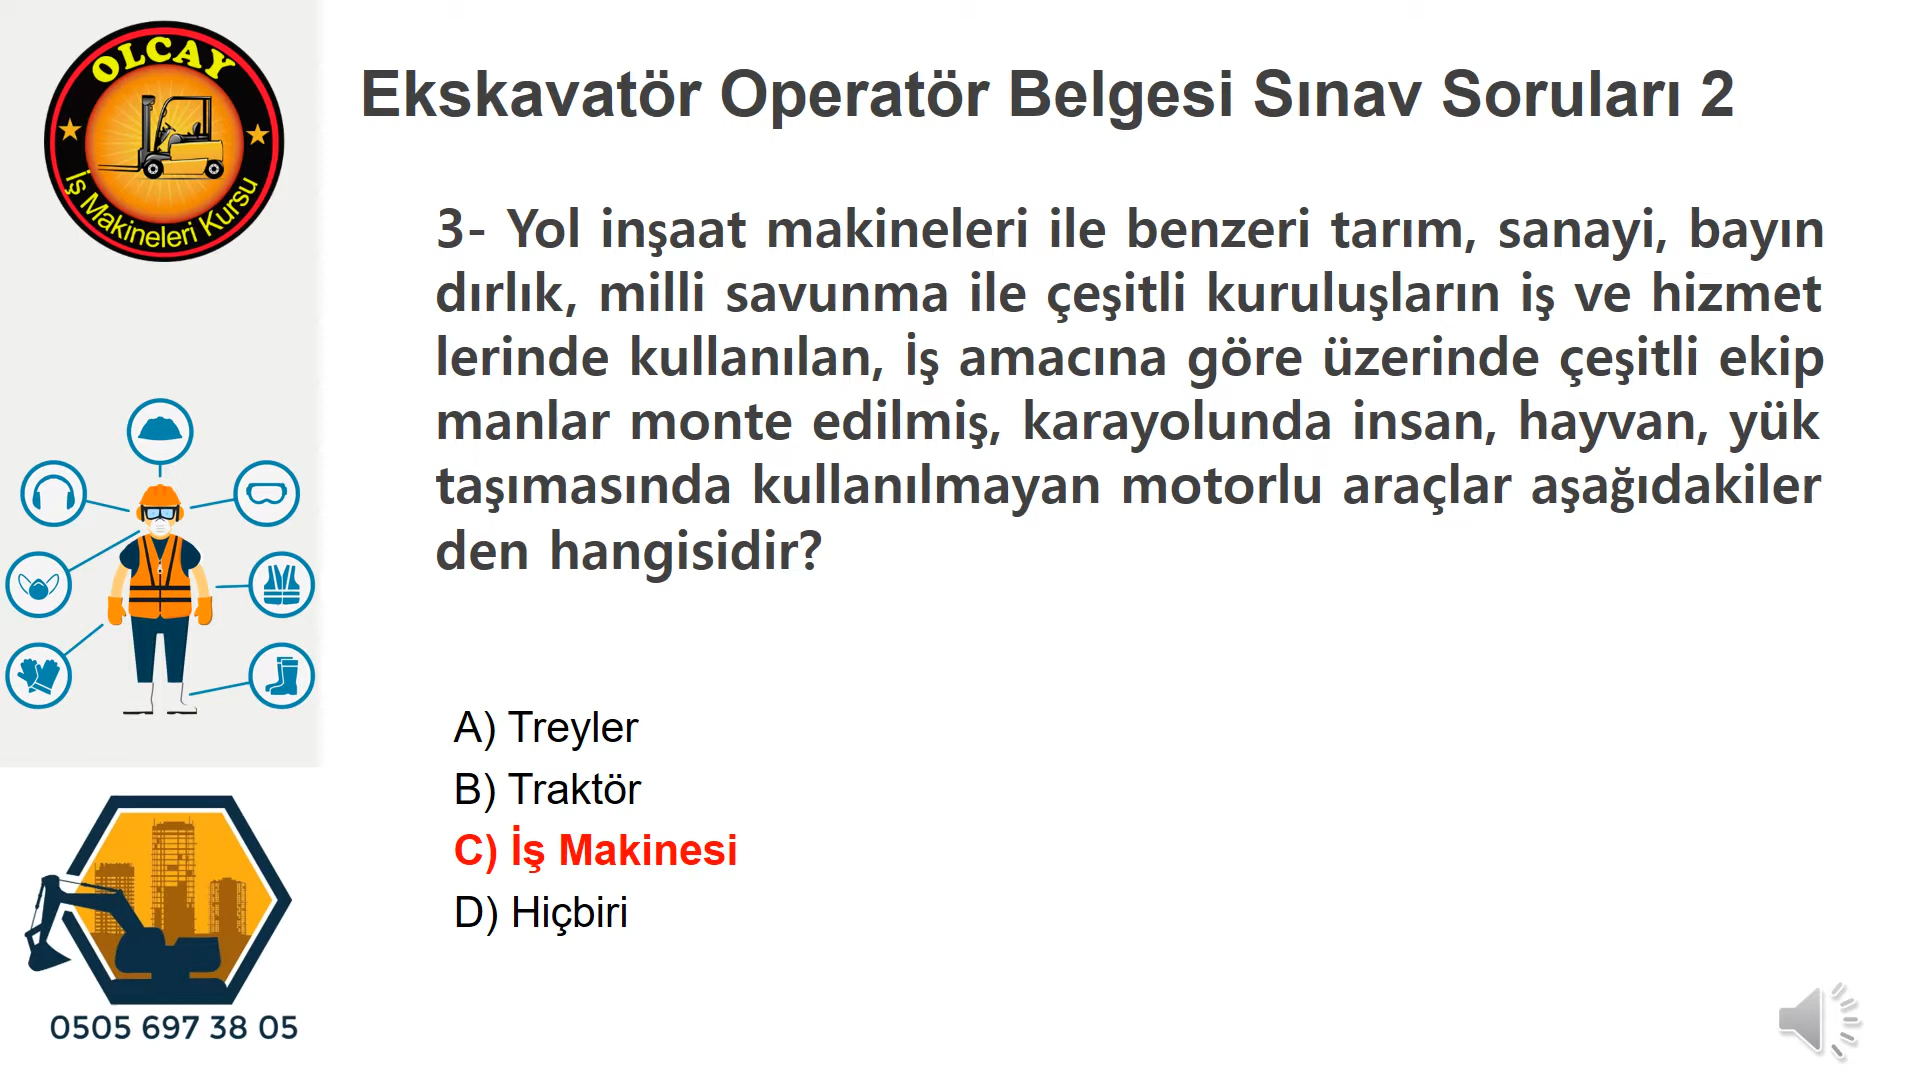 OLCAY
İş Makineleri Kursu
Ekskavatör Operatör Belgesi Sınav Soruları 2
3- Yol inşaat makineleri ile benzeri tarım, sanayi, bayın
dırlık, milli savunma ile çeşitli kuruluşların iş ve hizmet
lerinde kullanılan, İş amacına göre üzerinde çeşitli ekip
manlar monte edilmiş, karayolunda insan, hayvan, yük
taşımasında kullanılmayan motorlu araçlar aşağıdakiler
den hangisidir?
A) Treyler
B) Traktör
C) İş Makinesi
D) Hiçbiri
0505 697 38 05